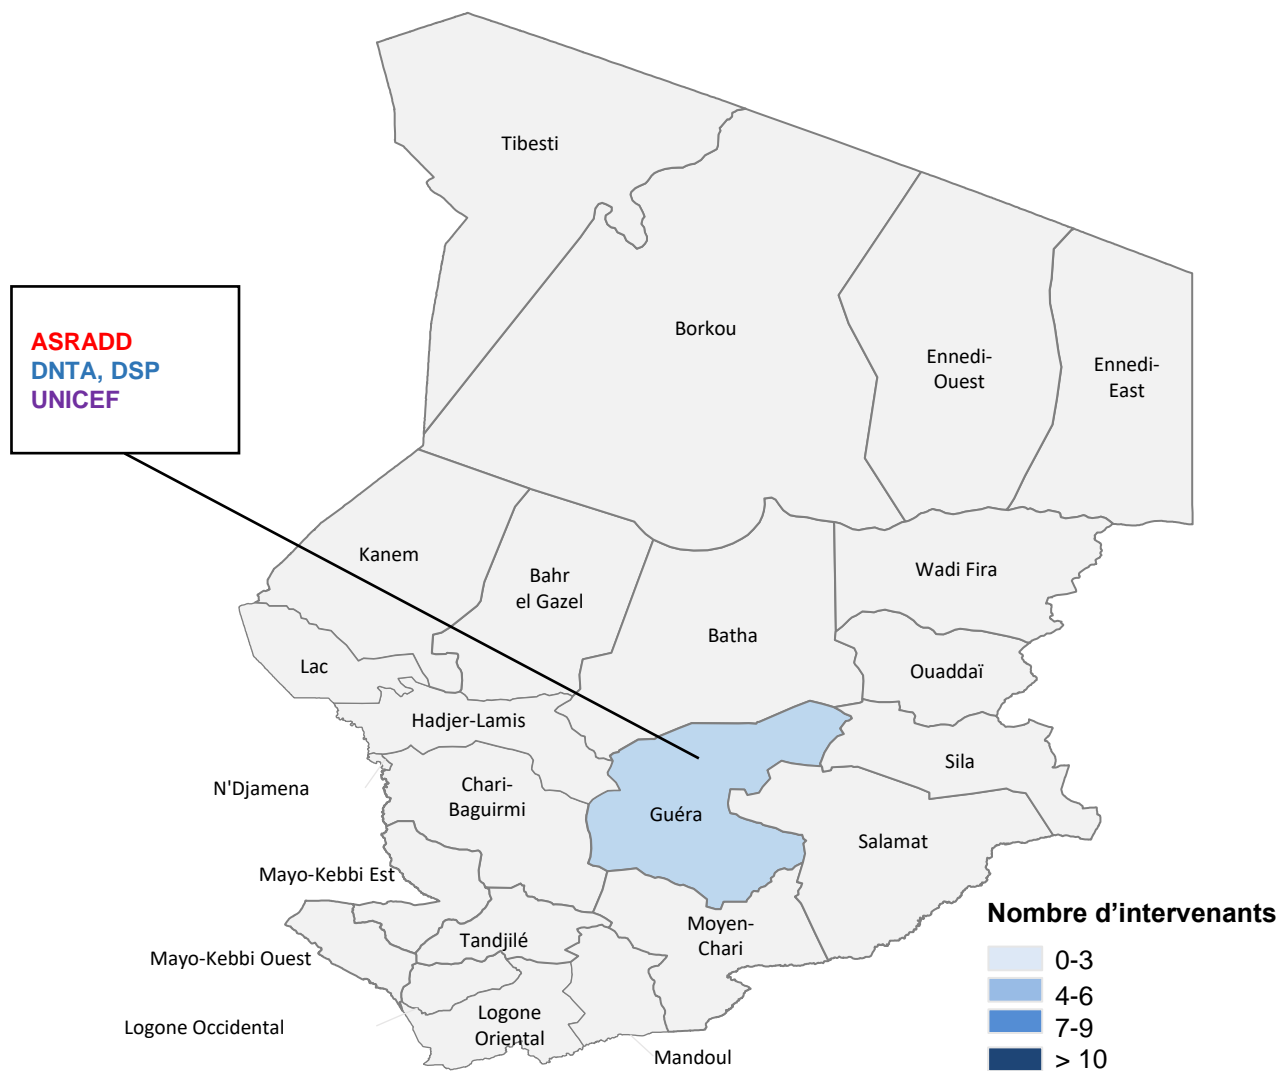 Tibesti
Borkou
Ennedi-
Ouest
Ennedi-
East
ASRADD
DNTA, DSP
UNICEF
Kanem
Bahr
el Gazel
Batha
Wadi Fira
Ouaddaï
Lac
Hadjer-Lamis
Sila
N'Djamena
Chari-
Baguirmi
Guéra
Salamat
Mayo-Kebbi Est
Moyen-
Chari
Tandjilé
Mayo-Kebbi Ouest
Logone Occidental
Logone
Oriental
Mandoul
Nombre d’intervenants
0-3
4-6
7-9
> 10